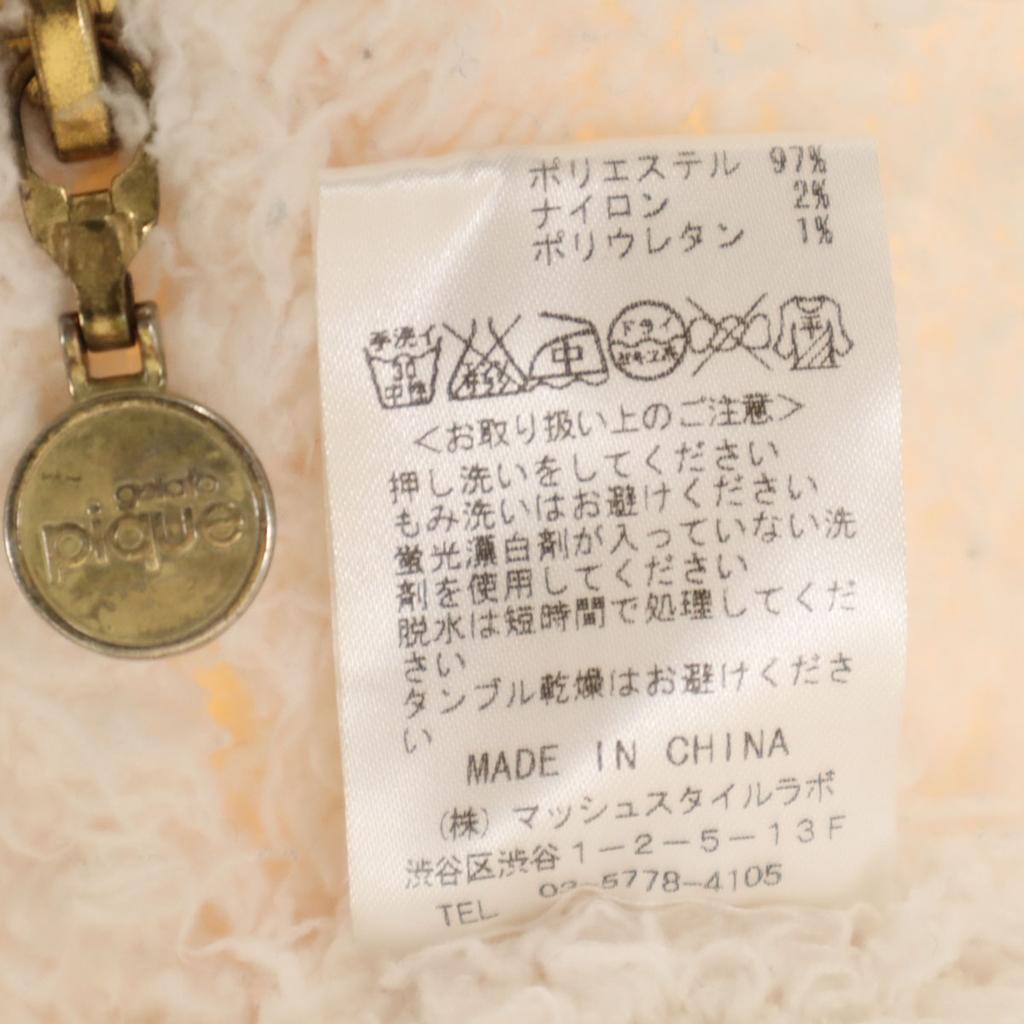 gelato
pique
ポリエステル 97%
ナイロン 2%
ポリウレタン 1%
手洗イ
30
中性
中
ドライ
セキユ系
平
<お取り扱い上のご注意>
押し洗いをしてください
もみ洗いはお避けください
蛍光漂白剤が入っていない洗
剤を使用してください
脱水は短時間で処理してくだ
さい
タンブル乾燥はお避けくださ
い
MADE IN CHINA
(株) マッシュスタイルラボ
渋谷区渋谷1-2-5-13F
TEL 03-5778-4105